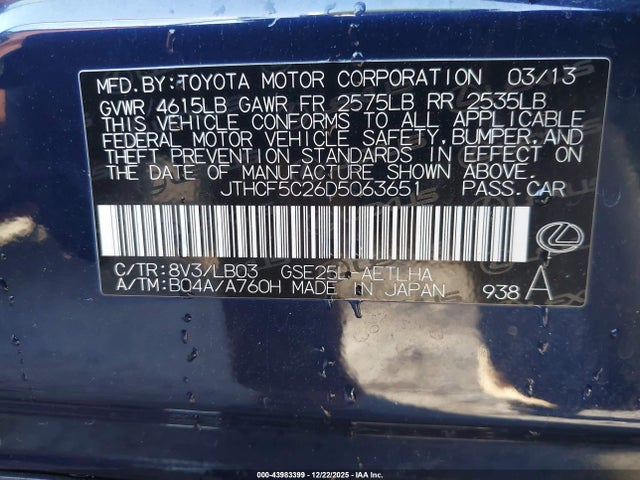 MFD.BY:TOYOTA MOTOR CORPORATION 03/13
GVWR 4615LB GAWR FR 2575LB RR 2535LB
THIS VEHICLE CONFORMS TO ALL APPLICABLE
FEDERAL MOTOR VEHICLE SAFETY, BUMPER, AND
THEFT PREVENTION STANDARDS IN EFFECT ON
THE DATE OF MANUFACTURE SHOWN ABOVE.
JTHCF5C26D5063651 PASS.CAR
C/TR:8V3/LB03 GSE25L-AETLHA
A/TM:B04A/A760H MADE IN JAPAN 938 A
000-43983399 - 12/22/2025 - IAA Inc.